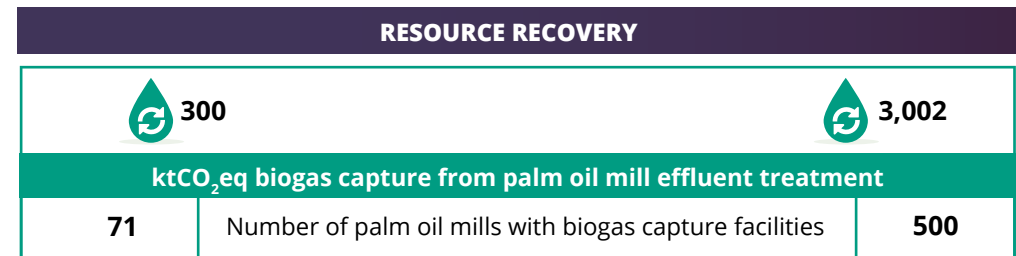 RESOURCE RECOVERY
300
3,002
ktCO₂eq biogas capture from palm oil mill effluent treatment
71
Number of palm oil mills with biogas capture facilities
500